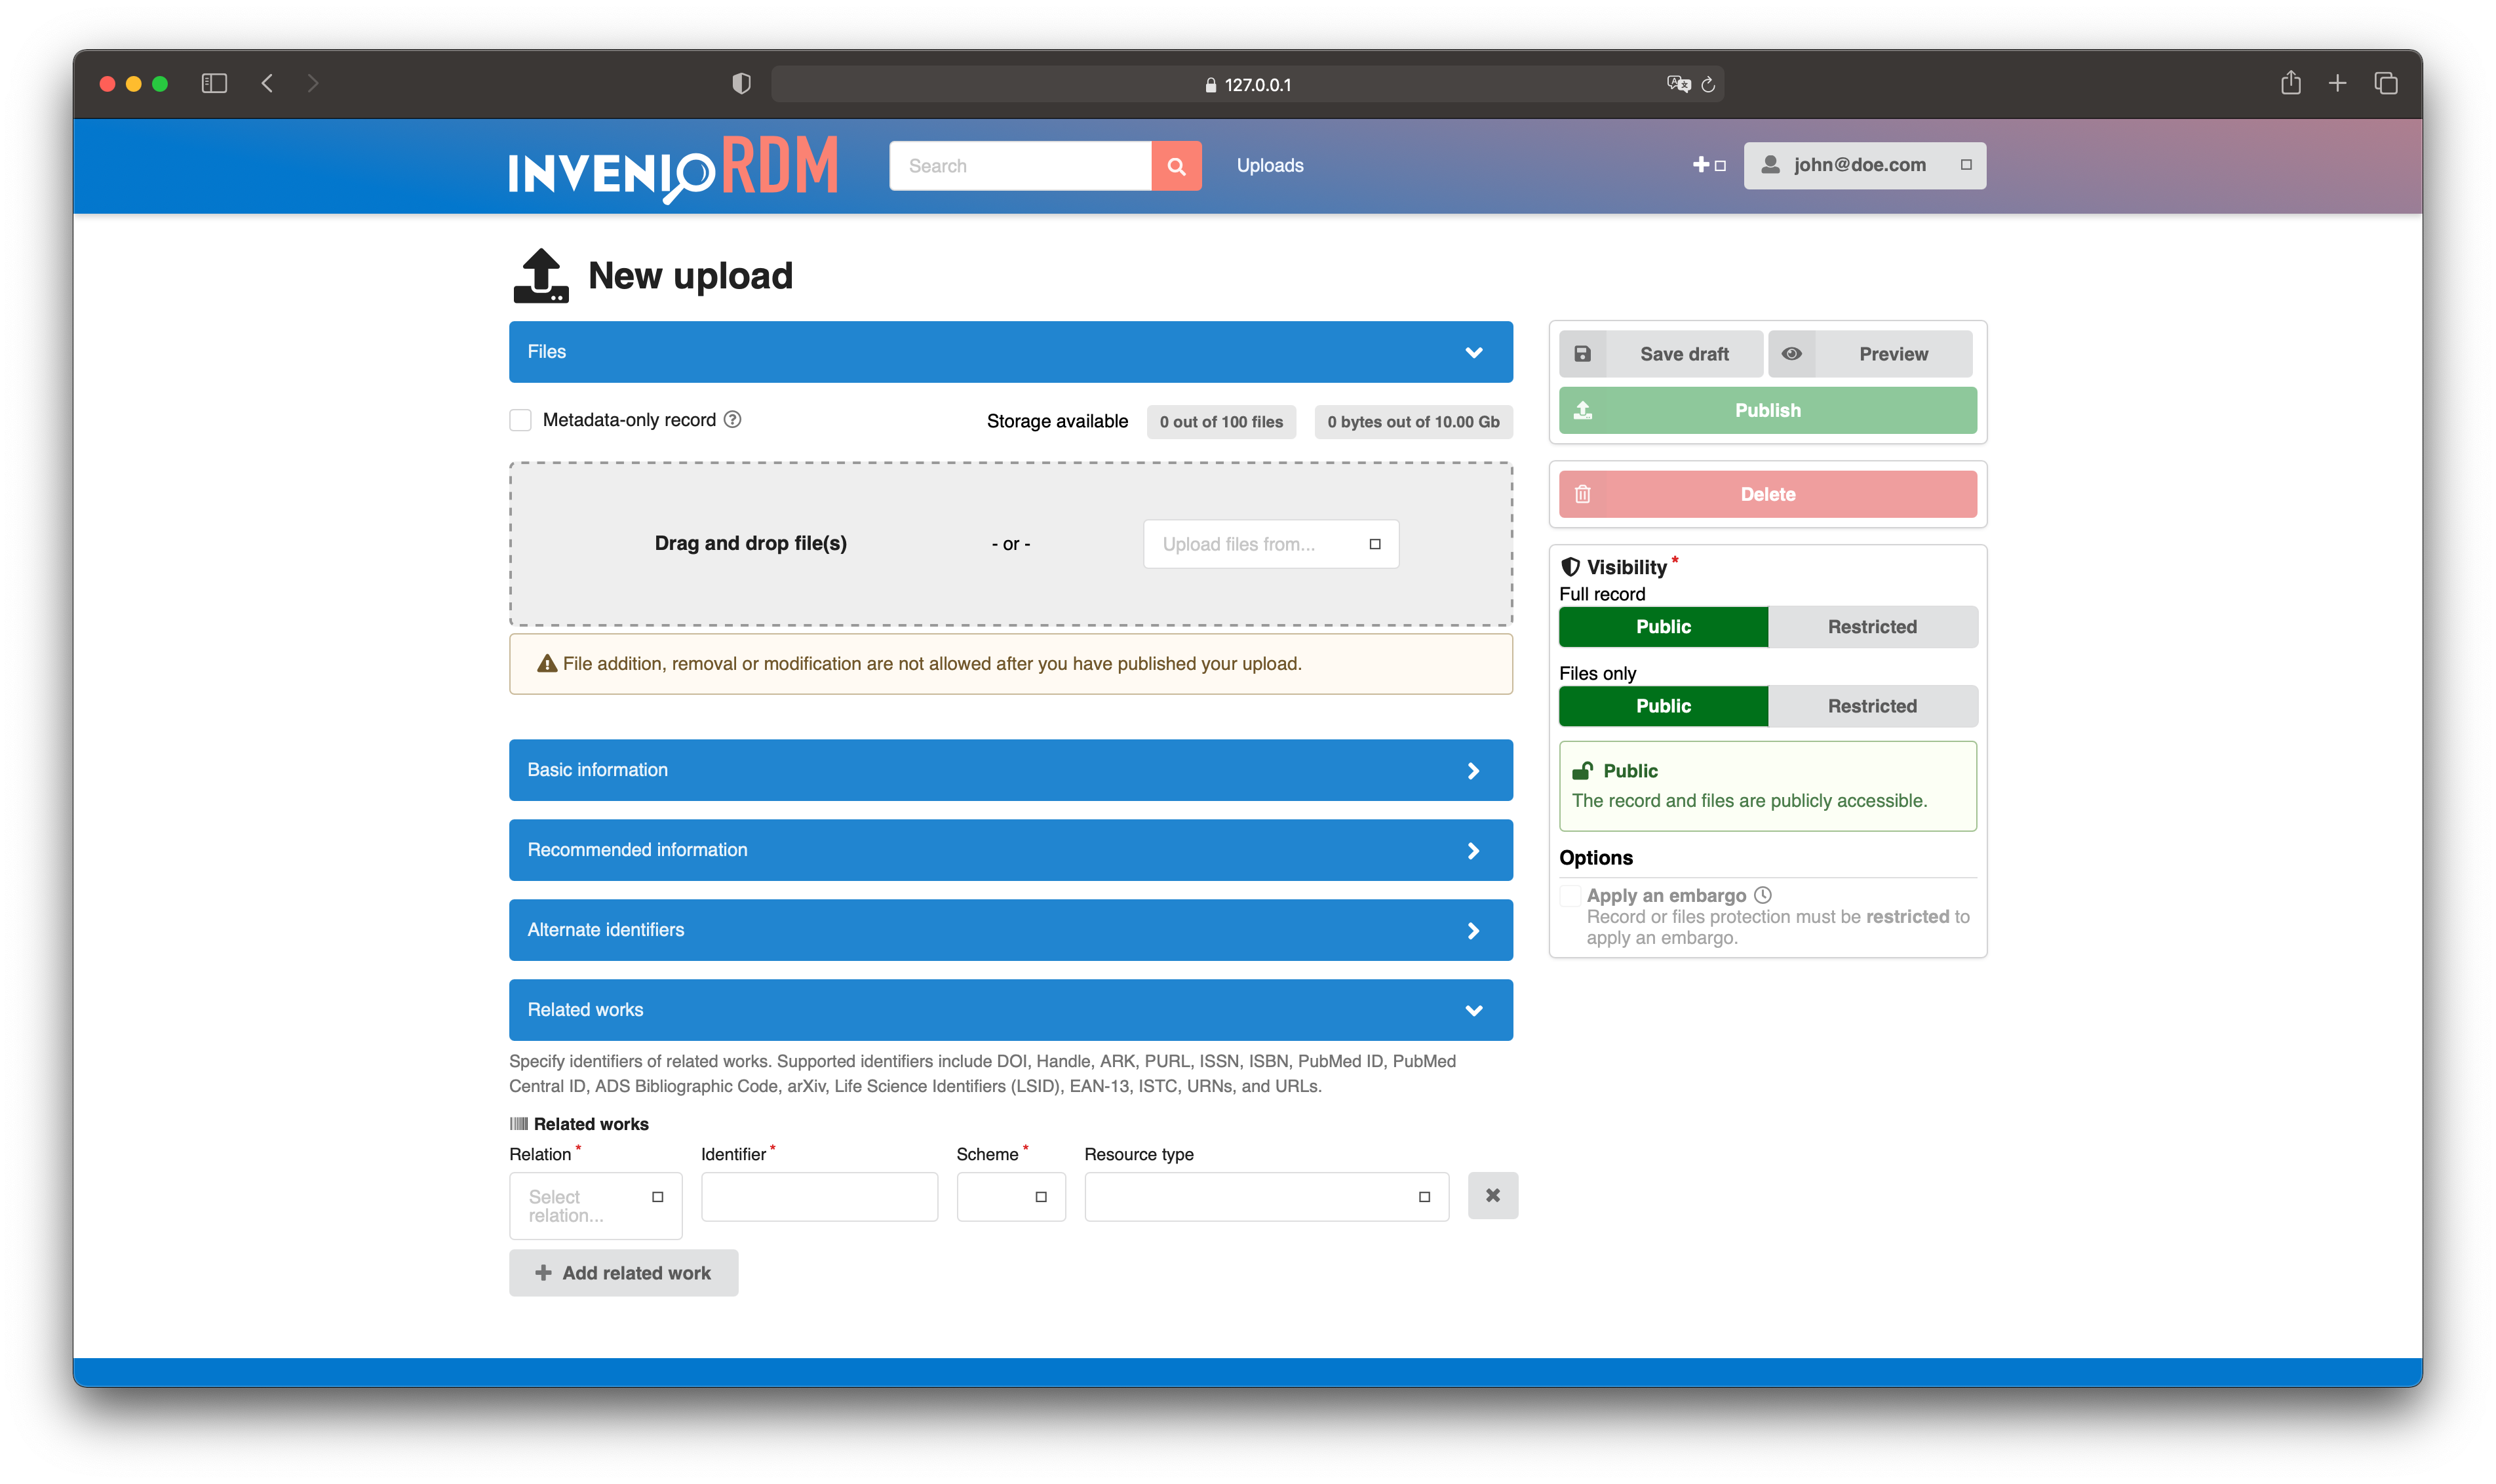 127.0.0.1
INVENIO RDM
Search
Uploads
john@doe.com
New upload
Files
Metadata-only record
Storage available
0 out of 100 files
0 bytes out of 10.00 Gb
Drag and drop file(s)
- or -
Upload files from...
File addition, removal or modification are not allowed after you have published your upload.
Basic information
Recommended information
Alternate identifiers
Related works
Specify identifiers of related works. Supported identifiers include DOI, Handle, ARK, PURL, ISSN, ISBN, PubMed ID, PubMed
Central ID, ADS Bibliographic Code, arXiv, Life Science Identifiers (LSID), EAN-13, ISTC, URNs, and URLs.
Related works
Relation *
Identifier *
Scheme *
Resource type
Select
relation...
Add related work
Save draft
Preview
Publish
Delete
Visibility *
Full record
Public
Restricted
Files only
Public
Restricted
Public
The record and files are publicly accessible.
Options
Apply an embargo
Record or files protection must be restricted to
apply an embargo.